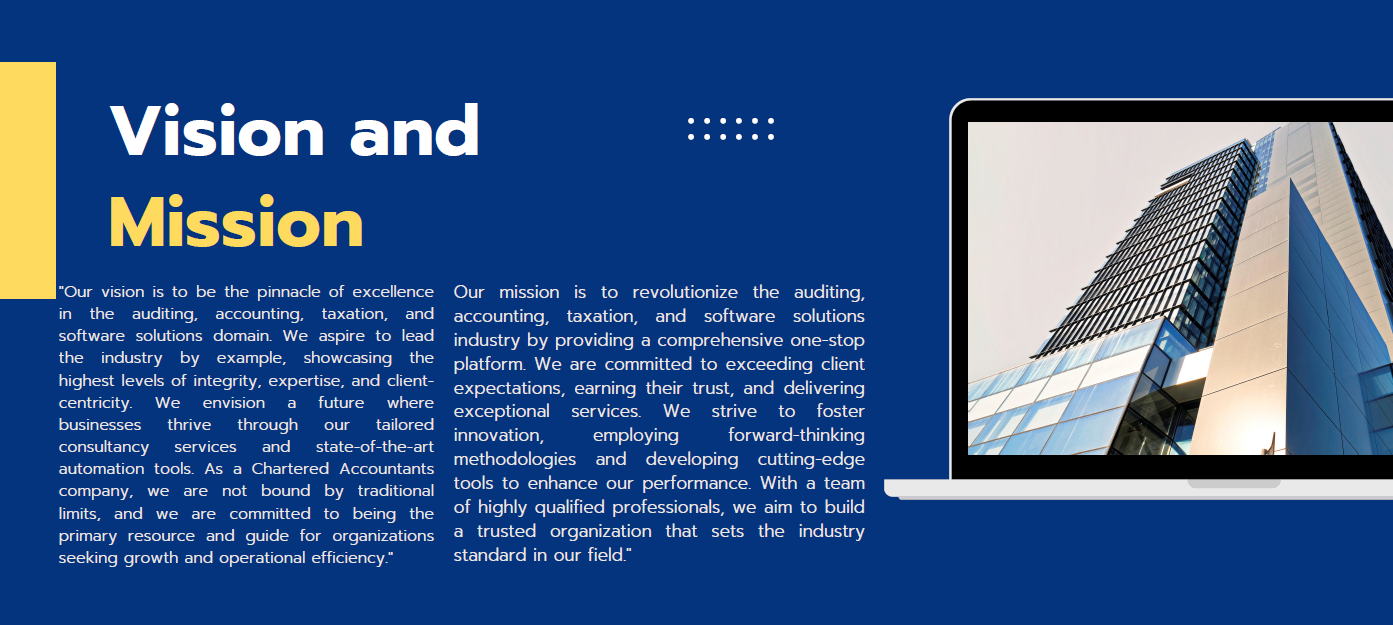 Vision and
Mission
"Our vision is to be the pinnacle of excellence
in the auditing, accounting, taxation, and
software solutions domain. We aspire to lead
the industry by example, showcasing the
highest levels of integrity, expertise, and client-
centricity. We envision a future where
businesses thrive through our tailored
consultancy services and state-of-the-art
automation tools. As a Chartered Accountants
company, we are not bound by traditional
limits, and we are committed to being the
primary resource and guide for organizations
seeking growth and operational efficiency."
Our mission is to revolutionize the auditing,
accounting, taxation, and software solutions
industry by providing a comprehensive one-stop
platform. We are committed to exceeding client
expectations, earning their trust, and delivering
exceptional services. We strive to foster
innovation, employing forward-thinking
methodologies and developing cutting-edge
tools to enhance our performance. With a team
of highly qualified professionals, we aim to build
a trusted organization that sets the industry
standard in our field."